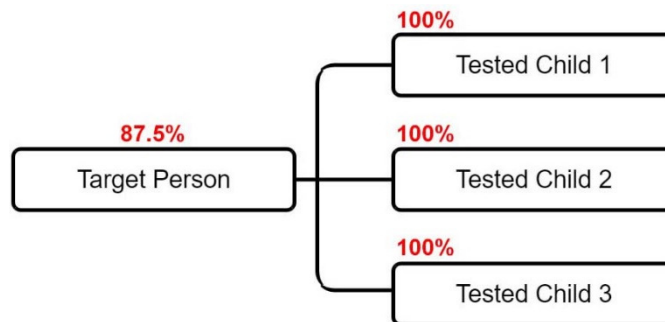 100%
Tested Child 1
87.5%
Target Person
100%
Tested Child 2
100%
Tested Child 3